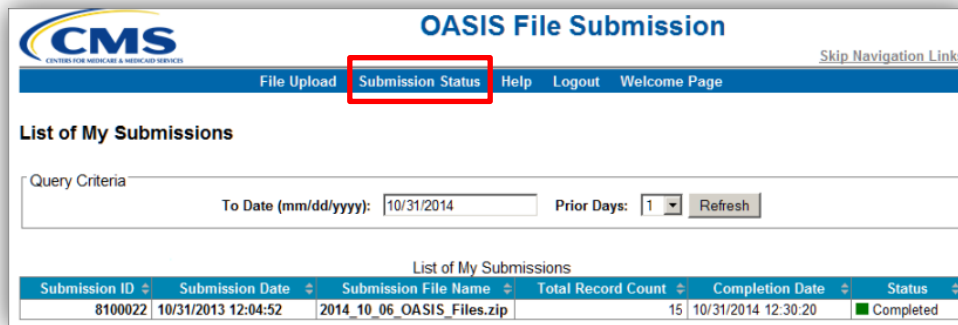 CMS
CENTERS FOR MEDICARE & MEDICAID SERVICES
OASIS File Submission
Skip Navigation Links
File Upload Submission Status Help Logout Welcome Page
List of My Submissions
Query Criteria
To Date (mm/dd/yyyy): 10/31/2014 Prior Days: 1 Refresh
List of My Submissions
Submission ID Submission Date Submission File Name Total Record Count Completion Date Status
8100022 10/31/2013 12:04:52 2014_10_06_OASIS_Files.zip 15 10/31/2014 12:30:20 Completed